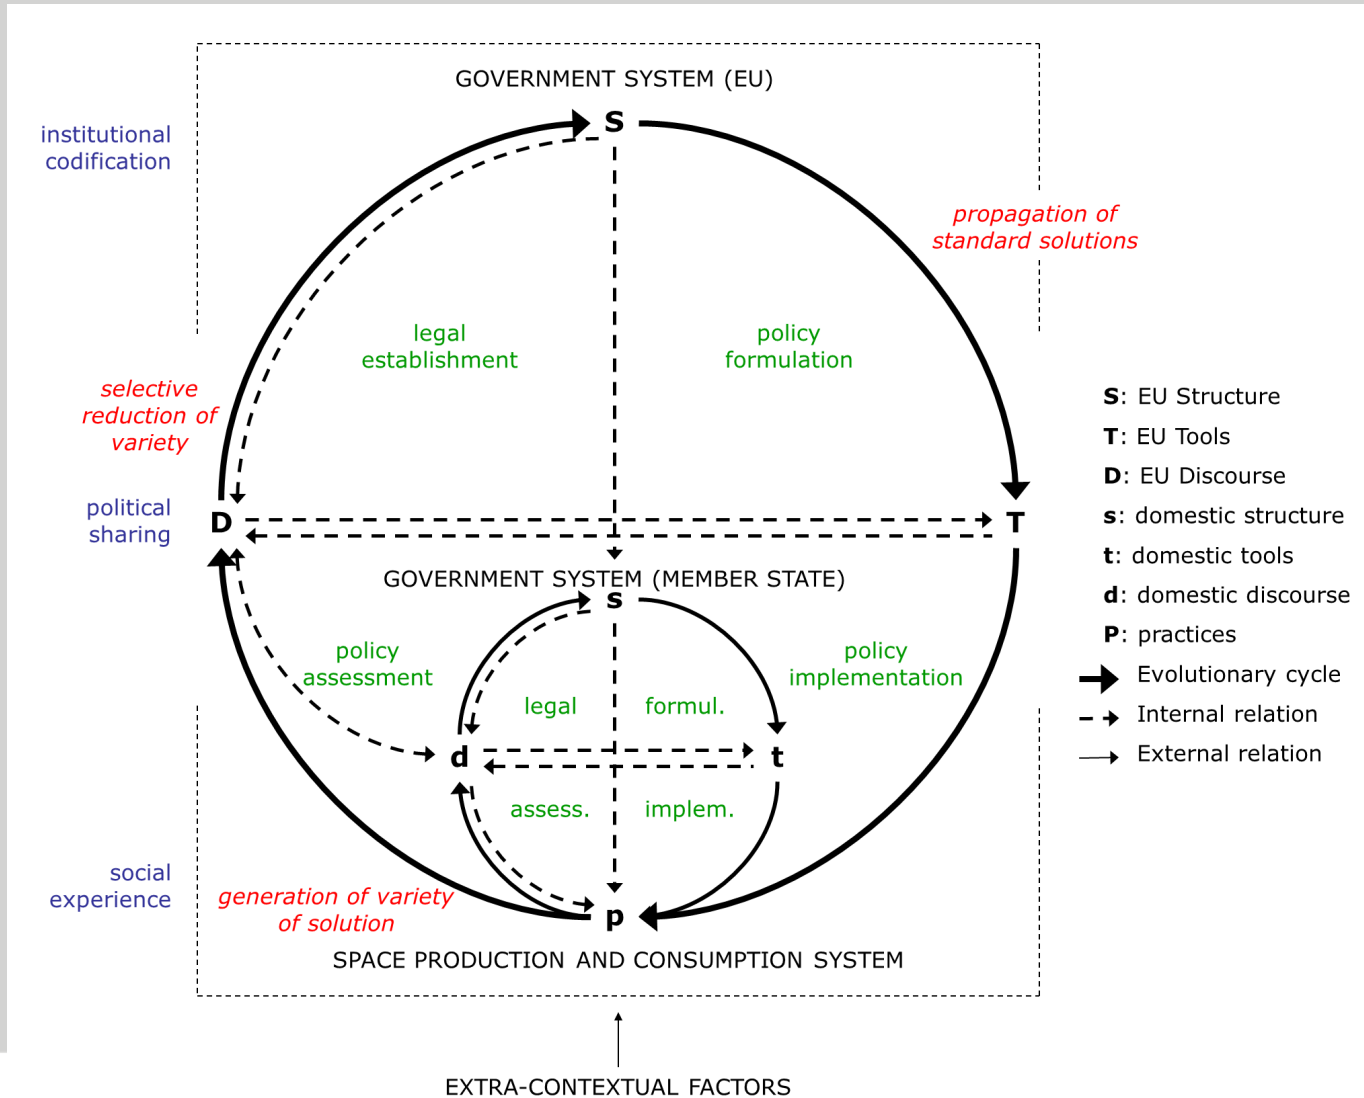 GOVERNMENT SYSTEM (EU)
S
institutional
codification
propagation of
standard solutions
legal
establishment
policy
formulation
selective
reduction of
variety
political
sharing
D
T
GOVERNMENT SYSTEM (MEMBER STATE)
s
policy
assessment
policy
implementation
legal
formul.
d
t
assess.
implem.
social
experience
generation of variety
of solution
p
SPACE PRODUCTION AND CONSUMPTION SYSTEM
EXTRA-CONTEXTUAL FACTORS
S: EU Structure
T: EU Tools
D: EU Discourse
s: domestic structure
t: domestic tools
d: domestic discourse
P: practices
Evolutionary cycle
Internal relation
External relation